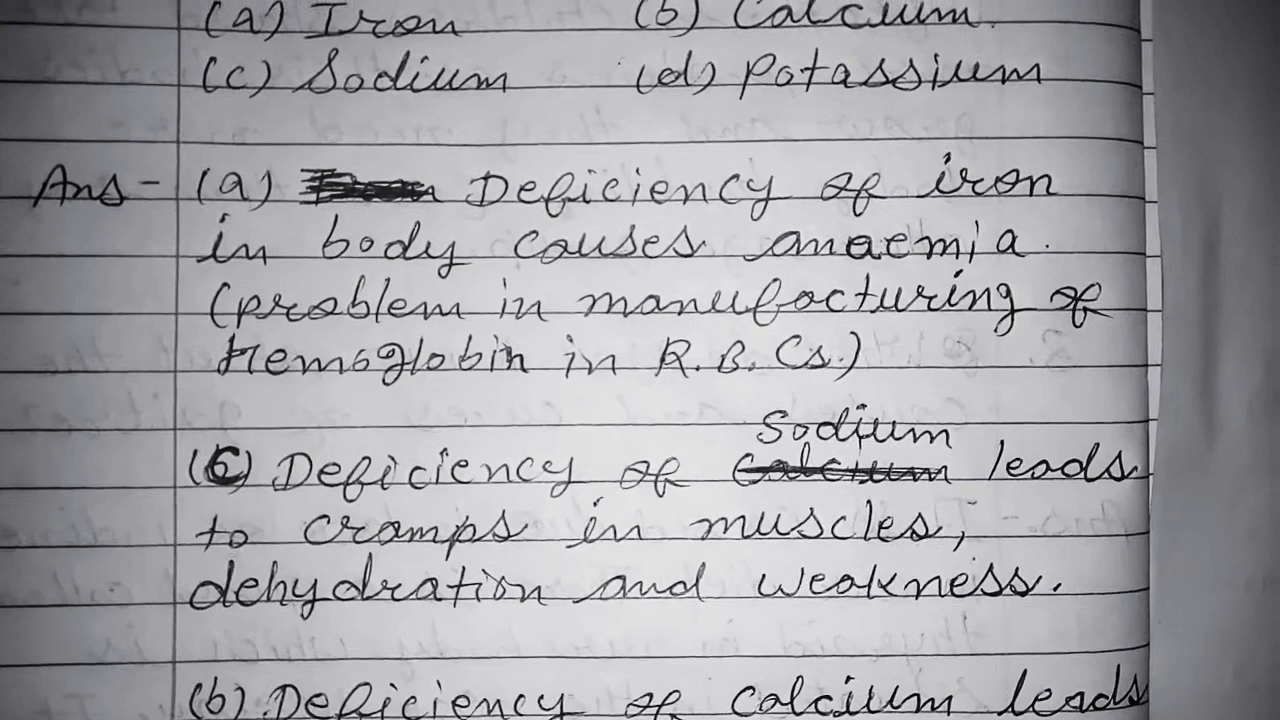 (a) Iron (b) Calcium.
(c) Sodium (d) Potassium
Ans - (a) Deficiency of iron
in body causes anaemia.
(problem in manufacturing of
Hemoglobin in R.B.Cs.)
Sodium
(c) Deficiency of Calcium leads
to cramps in muscles,
dehydration and weakness.
(b) Deficiency of calcium leads